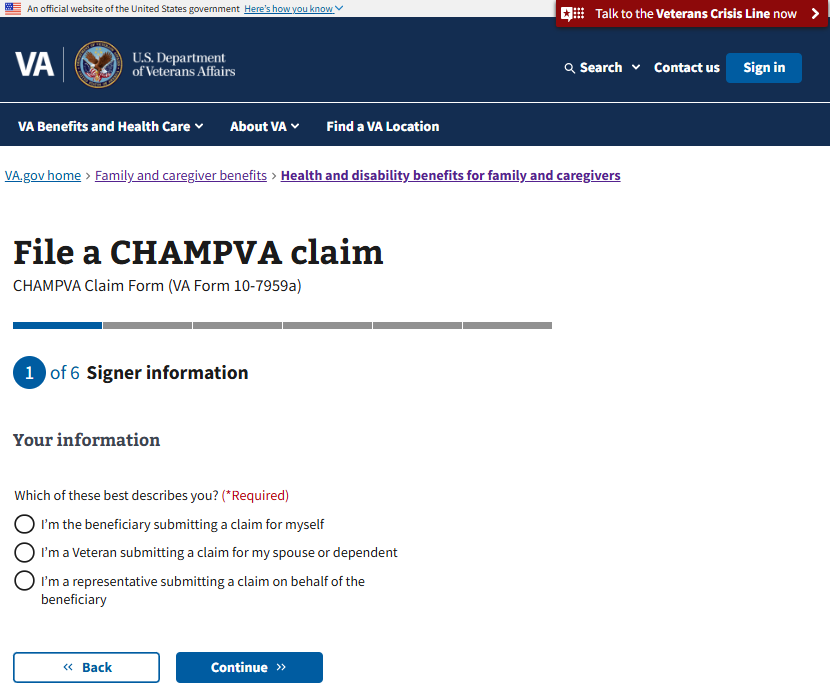 An official website of the United States government Here's how you know
Talk to the Veterans Crisis Line now
VA
U.S. Department
of Veterans Affairs
Search
Contact us
Sign in
VA Benefits and Health Care
About VA
Find a VA Location
VA.gov home › Family and caregiver benefits › Health and disability benefits for family and caregivers
File a CHAMPVA claim
CHAMPVA Claim Form (VA Form 10-7959a)
1 of 6 Signer information
Your information
Which of these best describes you? (*Required)
I'm the beneficiary submitting a claim for myself
I'm a Veteran submitting a claim for my spouse or dependent
I'm a representative submitting a claim on behalf of the
beneficiary
« Back
Continue »